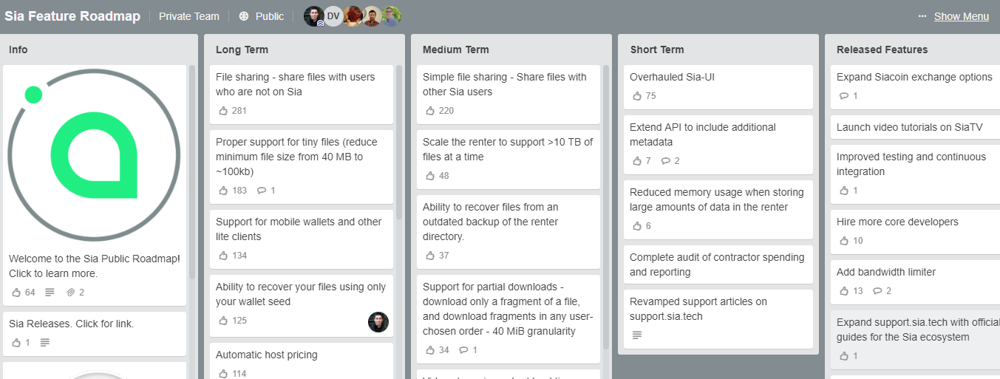 Sia Feature Roadmap
Private Team
Public
DV
Show Menu
Info
Welcome to the Sia Public Roadmap!
Click to learn more.
64
2
Sia Releases. Click for link.
1
Long Term
File sharing - share files with users
who are not on Sia
281
Proper support for tiny files (reduce
minimum file size from 40 MB to
~100kb)
183
1
Support for mobile wallets and other
lite clients
134
Ability to recover your files using only
your wallet seed
125
Automatic host pricing
114
Medium Term
Simple file sharing - Share files with
other Sia users
220
Scale the renter to support >10 TB of
files at a time
48
Ability to recover files from an
outdated backup of the renter
directory.
37
Support for partial downloads -
download only a fragment of a file,
and download fragments in any user-
chosen order - 40 MiB granularity
34
1
Short Term
Overhauled Sia-UI
75
Extend API to include additional
metadata
7
2
Reduced memory usage when storing
large amounts of data in the renter
6
Complete audit of contractor spending
and reporting
Revamped support articles on
support.sia.tech
Released Features
Expand Siacoin exchange options
1
Launch video tutorials on SiaTV
Improved testing and continuous
integration
1
Hire more core developers
10
Add bandwidth limiter
13
2
Expand support.sia.tech with official
guides for the Sia ecosystem
1